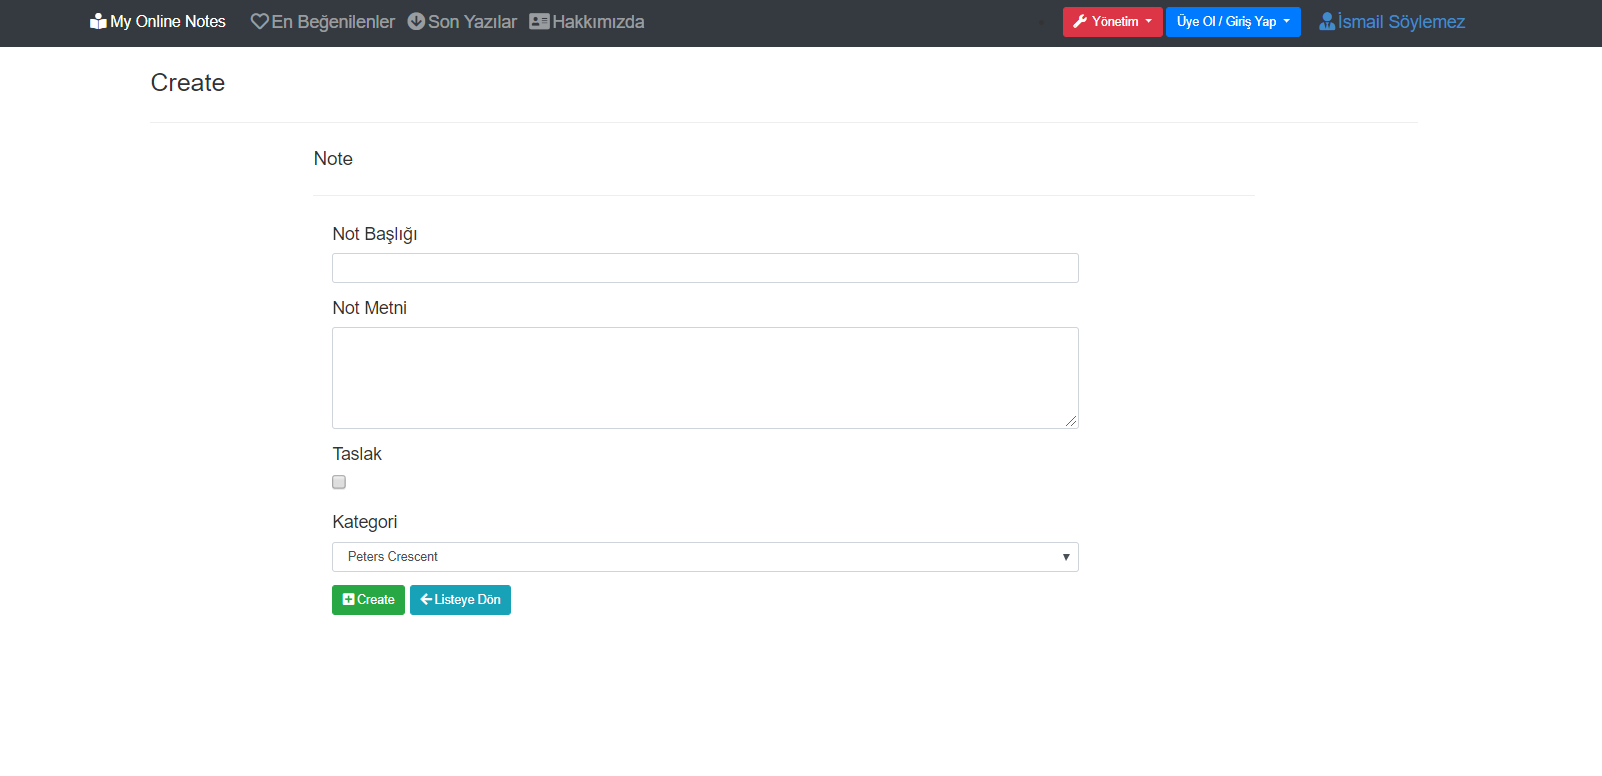 My Online Notes En Beğenilenler Son Yazılar Hakkımızda Yönetim Üye Ol / Giriş Yap İsmail Söylemez
Create
Note
Not Başlığı
Not Metni
Taslak
Kategori
Peters Crescent
Create Listeye Dön